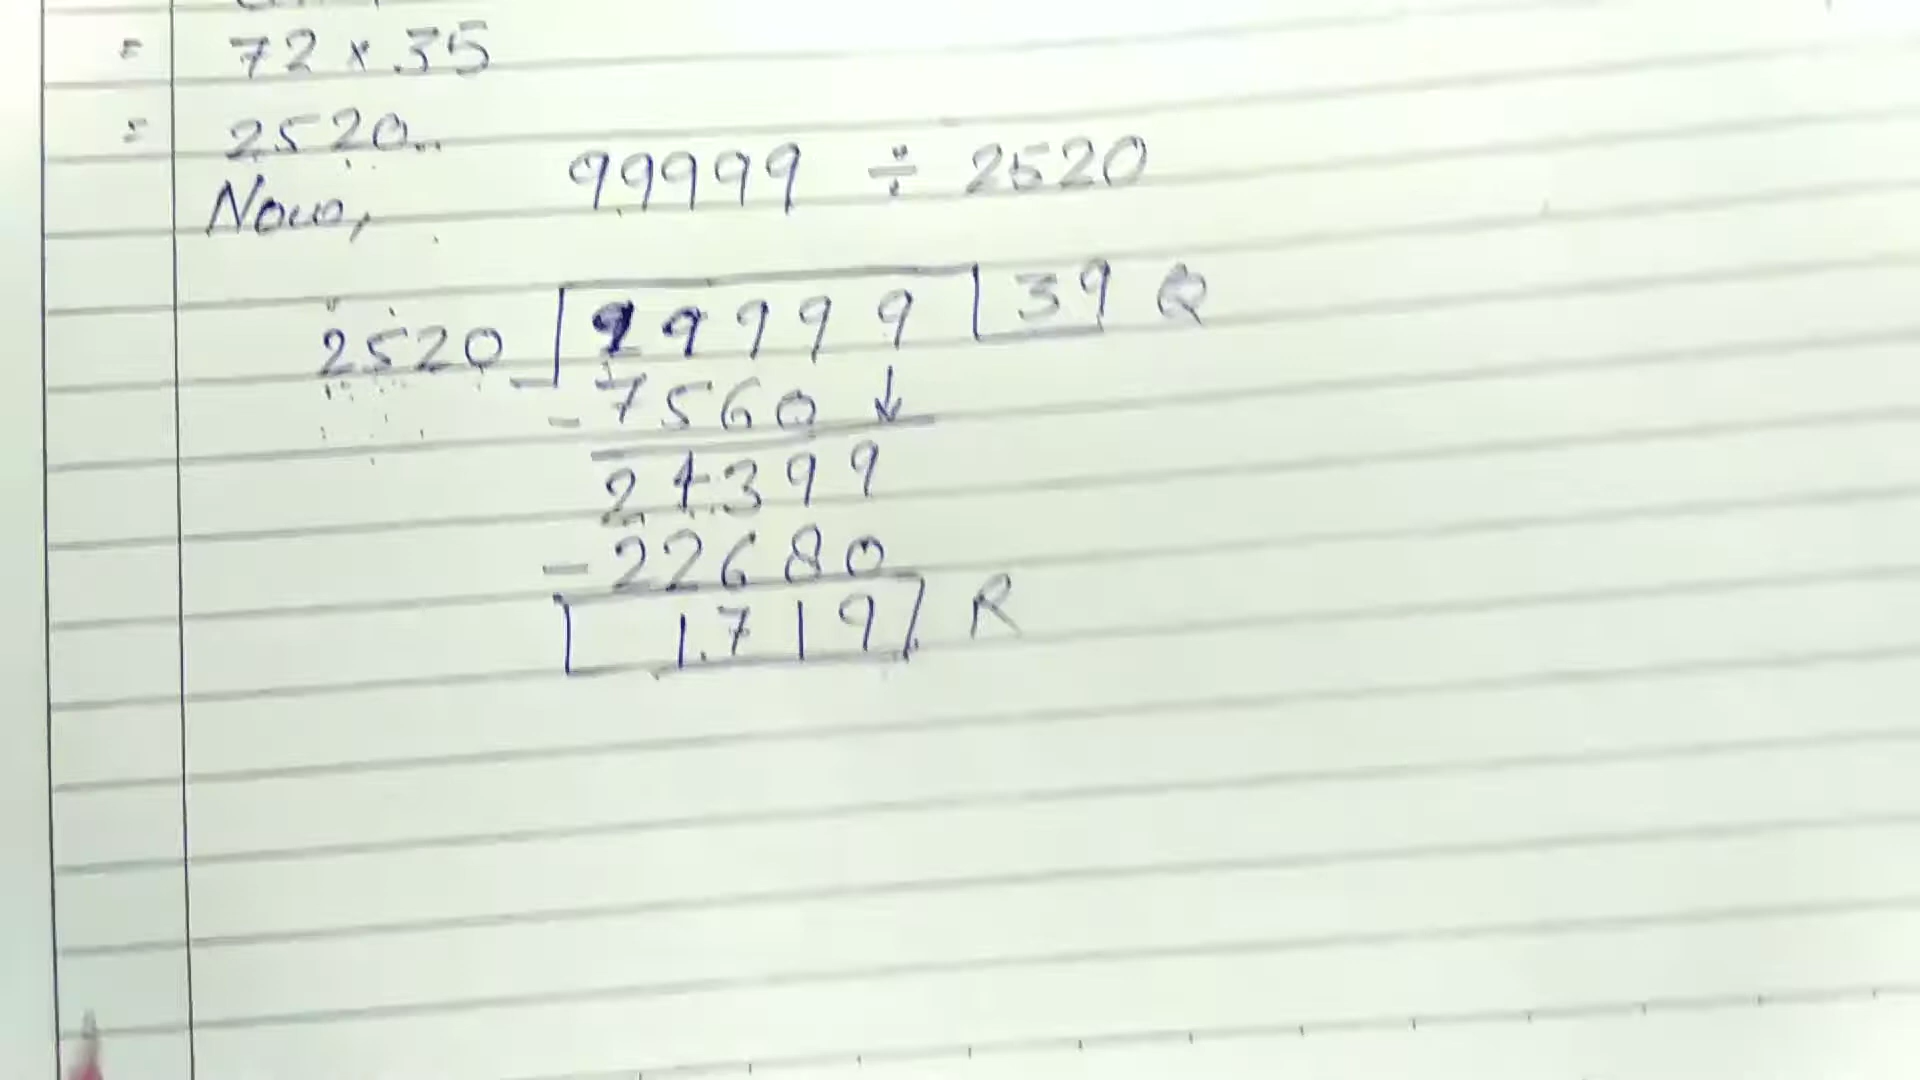 = 72 × 35
= 2520
Now, 99999 ÷ 2520
2520 99999 39 Q
- 7560 ↓
24399
- 22680
1719 R